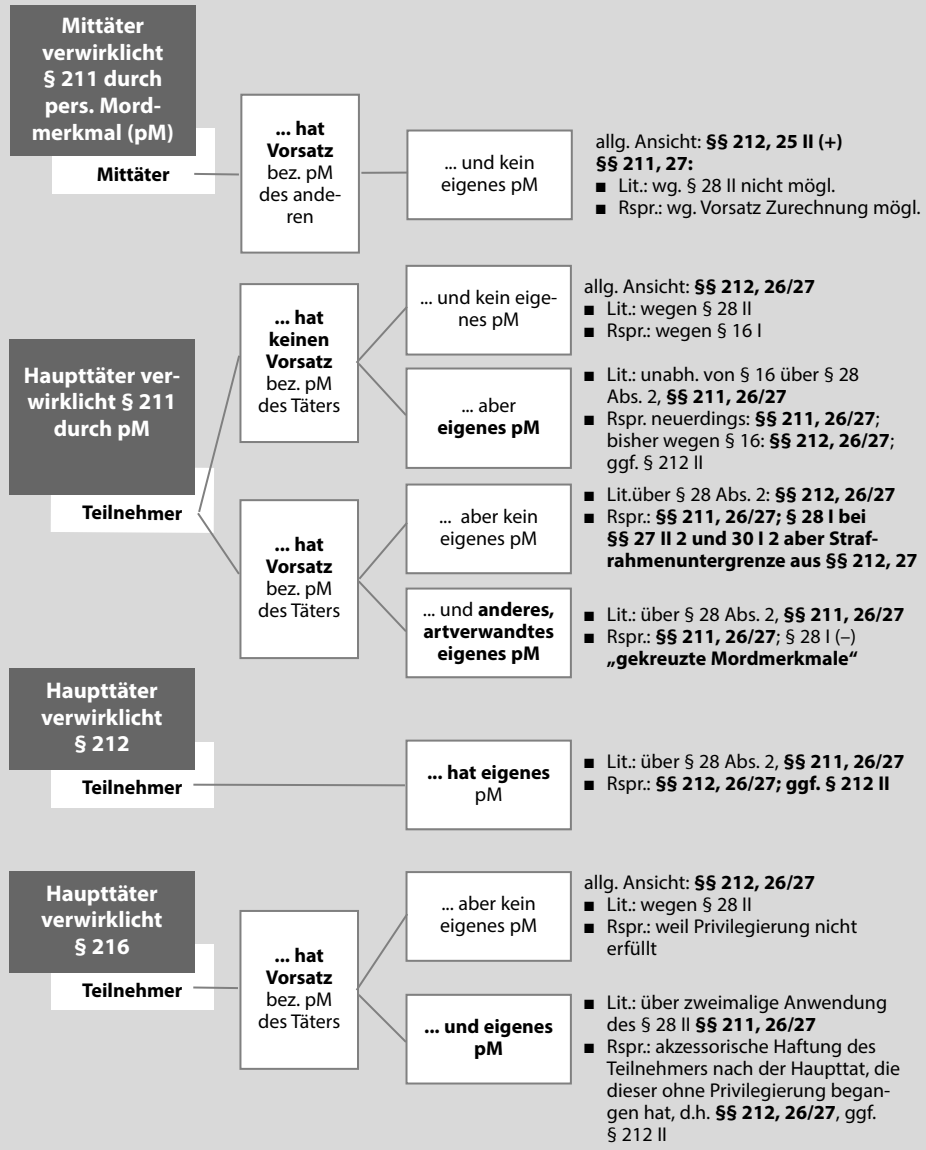 Mittäter
verwirklicht
§ 211 durch
pers. Mord-
merkmal (pM)
Mittäter
... hat
Vorsatz
bez. pM
des ande-
ren
... und kein
eigenes pM
allg. Ansicht: §§ 212, 25 II (+)
§§ 211, 27:
■ Lit.: wg. § 28 II nicht mögl.
■ Rspr.: wg. Vorsatz Zurechnung mögl.
Haupttäter ver-
wirklicht § 211
durch pM
Teilnehmer
... hat
keinen
Vorsatz
bez. pM
des Täters
... und kein eige-
nes pM
allg. Ansicht: §§ 212, 26/27
■ Lit.: wegen § 28 II
■ Rspr.: wegen § 16 I
... aber
eigenes pM
■ Lit.: unabh. von § 16 über § 28
Abs. 2, §§ 211, 26/27
■ Rspr. neuerdings: §§ 211, 26/27;
bisher wegen § 16: §§ 212, 26/27;
ggf. § 212 II
... hat
Vorsatz
bez. pM
des Täters
... aber kein
eigenes pM
■ Lit.über § 28 Abs. 2: §§ 212, 26/27
■ Rspr.: §§ 211, 26/27; § 28 I bei
§§ 27 II 2 und 30 I 2 aber Straf-
rahmenuntergrenze aus §§ 212, 27
... und anderes,
artverwandtes
eigenes pM
■ Lit.: über § 28 Abs. 2, §§ 211, 26/27
■ Rspr.: §§ 211, 26/27; § 28 I (–)
„gekreuzte Mordmerkmale“
Haupttäter
verwirklicht
§ 212
Teilnehmer
... hat eigenes
pM
■ Lit.: über § 28 Abs. 2, §§ 211, 26/27
■ Rspr.: §§ 212, 26/27; ggf. § 212 II
Haupttäter
verwirklicht
§ 216
Teilnehmer
... hat
Vorsatz
bez. pM
des Täters
... aber kein
eigenes pM
allg. Ansicht: §§ 212, 26/27
■ Lit.: wegen § 28 II
■ Rspr.: weil Privilegierung nicht
erfüllt
... und eigenes
pM
■ Lit.: über zweimalige Anwendung
des § 28 II §§ 211, 26/27
■ Rspr.: akzessorische Haftung des
Teilnehmers nach der Haupttat, die
dieser ohne Privilegierung began-
gen hat, d.h. §§ 212, 26/27, ggf.
§ 212 II